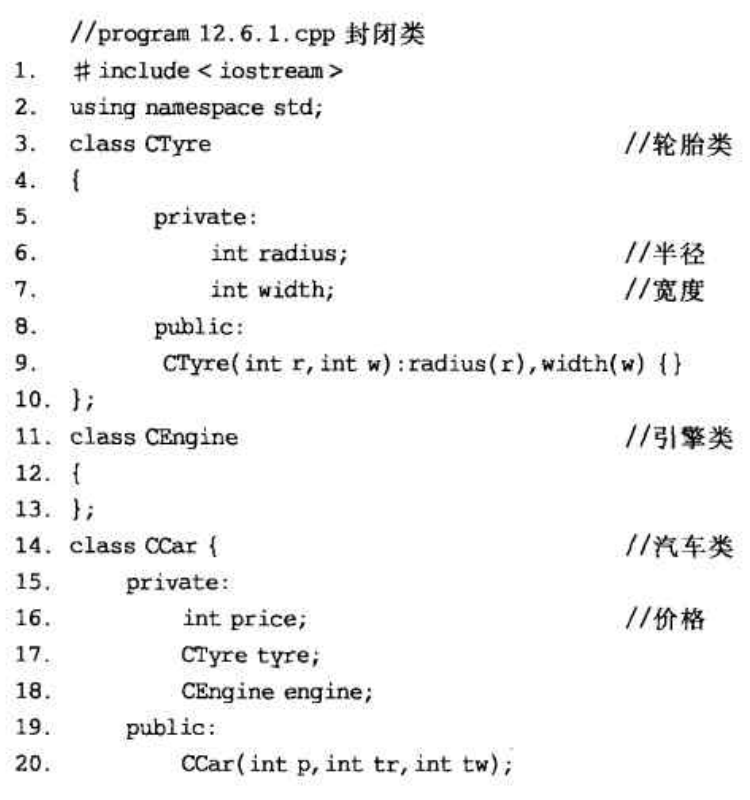 //program 12.6.1.cpp 封闭类
1. # include < iostream >
2. using namespace std;
3. class CTyre //轮胎类
4. {
5. private:
6. int radius; //半径
7. int width; //宽度
8. public:
9. CTyre(int r,int w):radius(r),width(w) {}
10. };
11. class CEngine //引擎类
12. {
13. };
14. class CCar { //汽车类
15. private:
16. int price; //价格
17. CTyre tyre;
18. CEngine engine;
19. public:
20. CCar(int p,int tr,int tw);